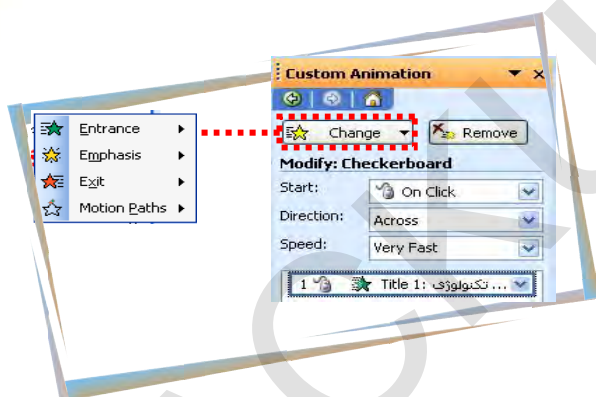 Custom Animation
Change
Remove
Modify: Checkerboard
Start:
On Click
Direction:
Across
Speed:
Very Fast
1 Title 1: تکنولوژی ...
Entrance
Emphasis
Exit
Motion Paths